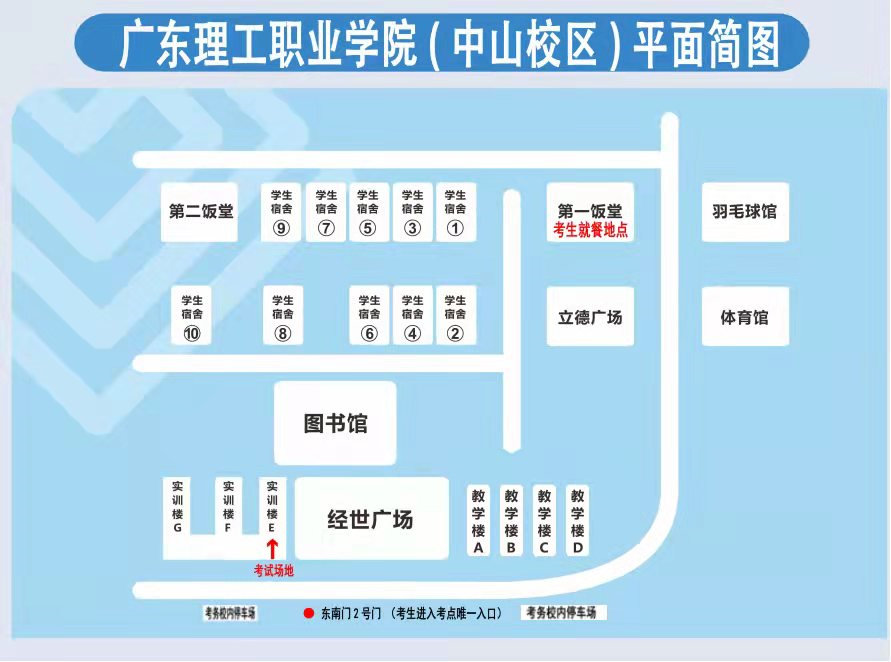 广东理工职业学院(中山校区)平面简图
第二饭堂
学生
宿舍
⑨
学生
宿舍
⑦
学生
宿舍
⑤
学生
宿舍
③
学生
宿舍
①
第一饭堂
考生就餐地点
羽毛球馆
学生
宿舍
⑩
学生
宿舍
⑧
学生
宿舍
⑥
学生
宿舍
④
学生
宿舍
②
立德广场
体育馆
图书馆
实训楼G
实训楼F
实训楼E
考试场地
经世广场
教学楼A
教学楼B
教学楼C
教学楼D
考务校内停车场
东南门2号门（考生进入考点唯一入口）
考务校内停车场